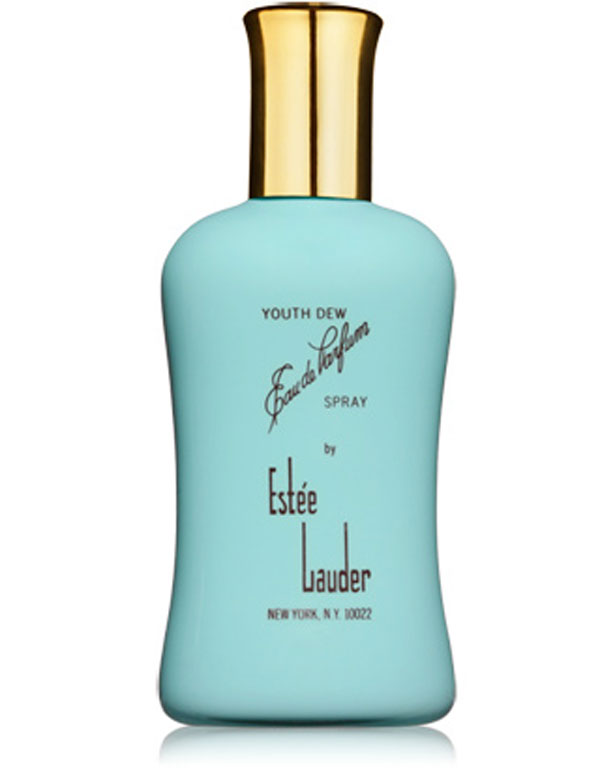 YOUTH DEW
Eau de Parfum
SPRAY
by
Estée
Lauder
NEW YORK, N.Y. 10022